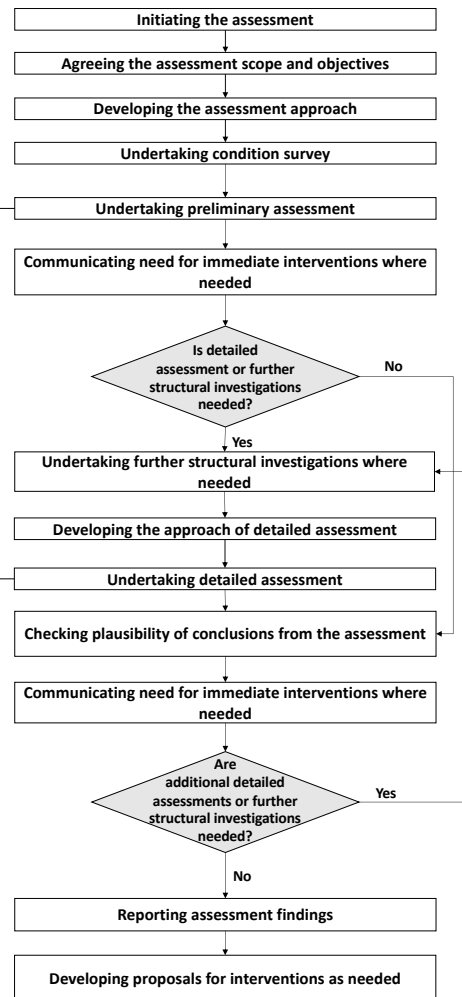 Initiating the assessment
Agreeing the assessment scope and objectives
Developing the assessment approach
Undertaking condition survey
Undertaking preliminary assessment
Communicating need for immediate interventions where
needed
Is detailed
assessment or further
structural investigations
needed?
No
Yes
Undertaking further structural investigations where
needed
Developing the approach of detailed assessment
Undertaking detailed assessment
Checking plausibility of conclusions from the assessment
Communicating need for immediate interventions where
needed
Are
additional detailed
assessments or further
structural investigations
needed?
Yes
No
Reporting assessment findings
Developing proposals for interventions as needed